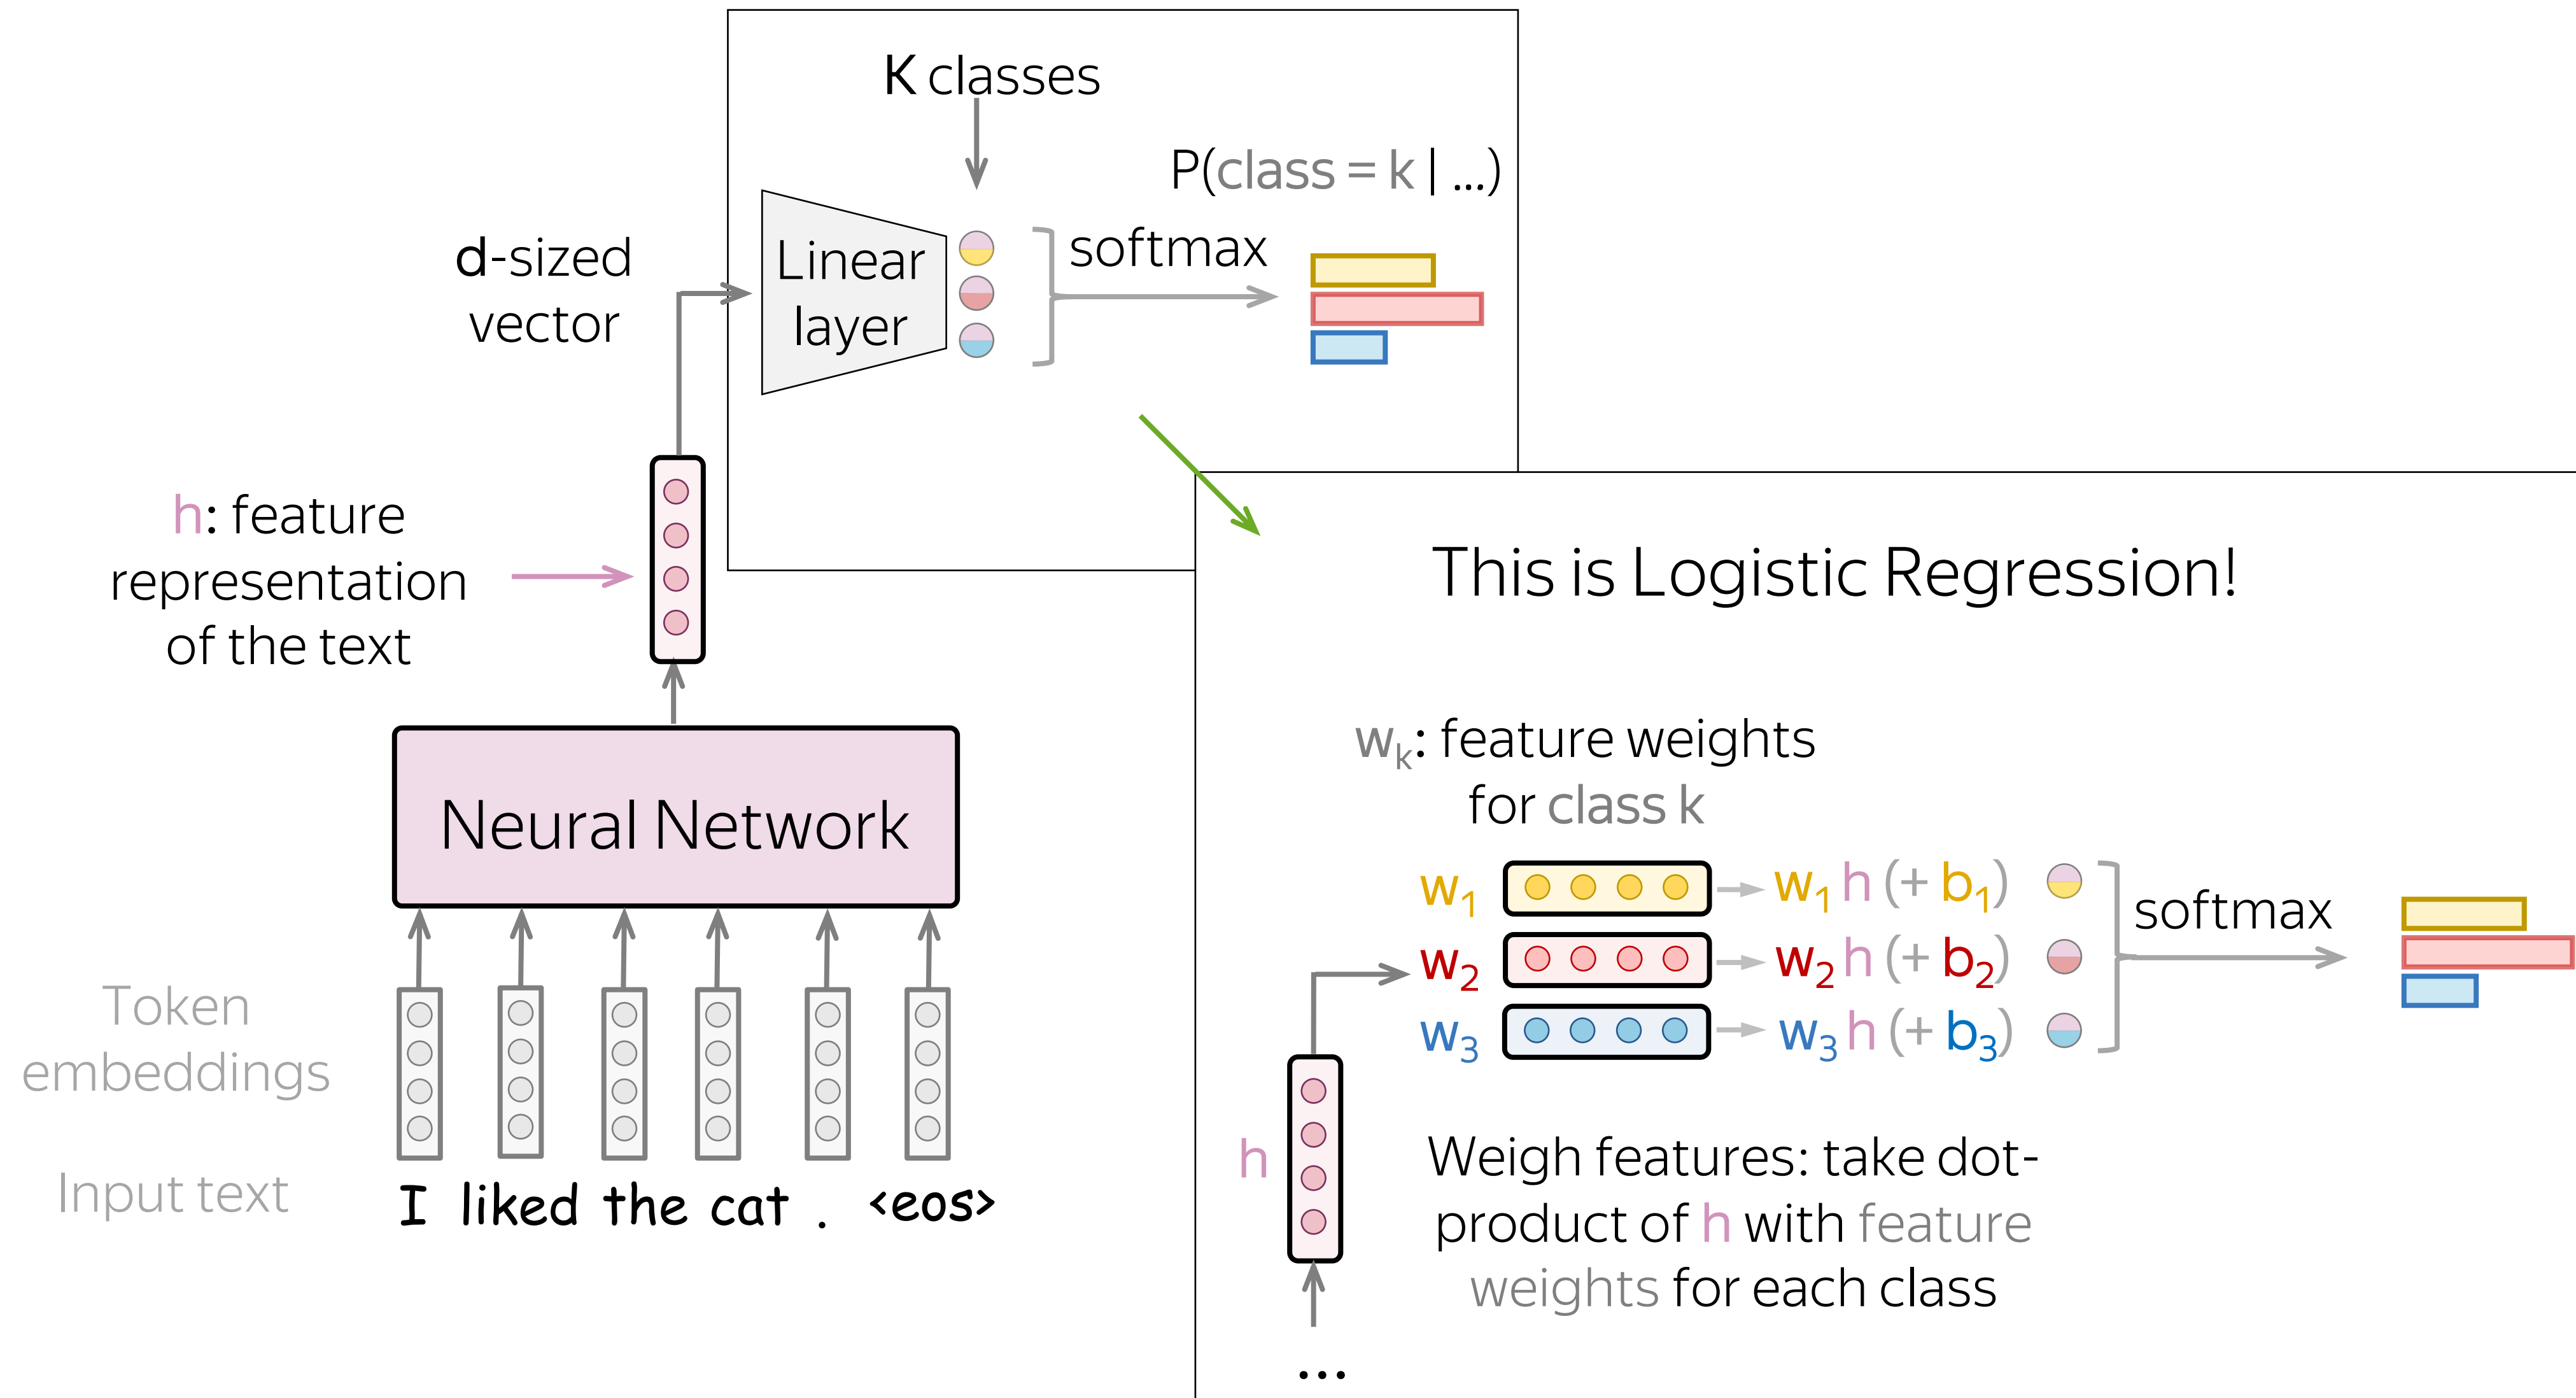 K classes
P(class = k | ...)
d-sized
vector
Linear
layer
softmax
h: feature
representation
of the text
Neural Network
Token
embeddings
Input text
I liked the cat . <eos>
This is Logistic Regression!
wk: feature weights
for class k
w1 w1 h (+ b1)
w2 w2 h (+ b2)
w3 w3 h (+ b3)
softmax
h
Weigh features: take dot-
product of h with feature
weights for each class
...